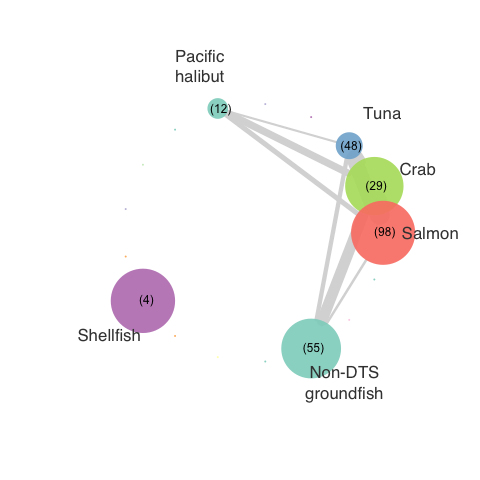 Pacific
halibut
(12)
Tuna
(48)
Crab
(29)
Salmon
(98)
(4)
Shellfish
(55)
Non-DTS
groundfish